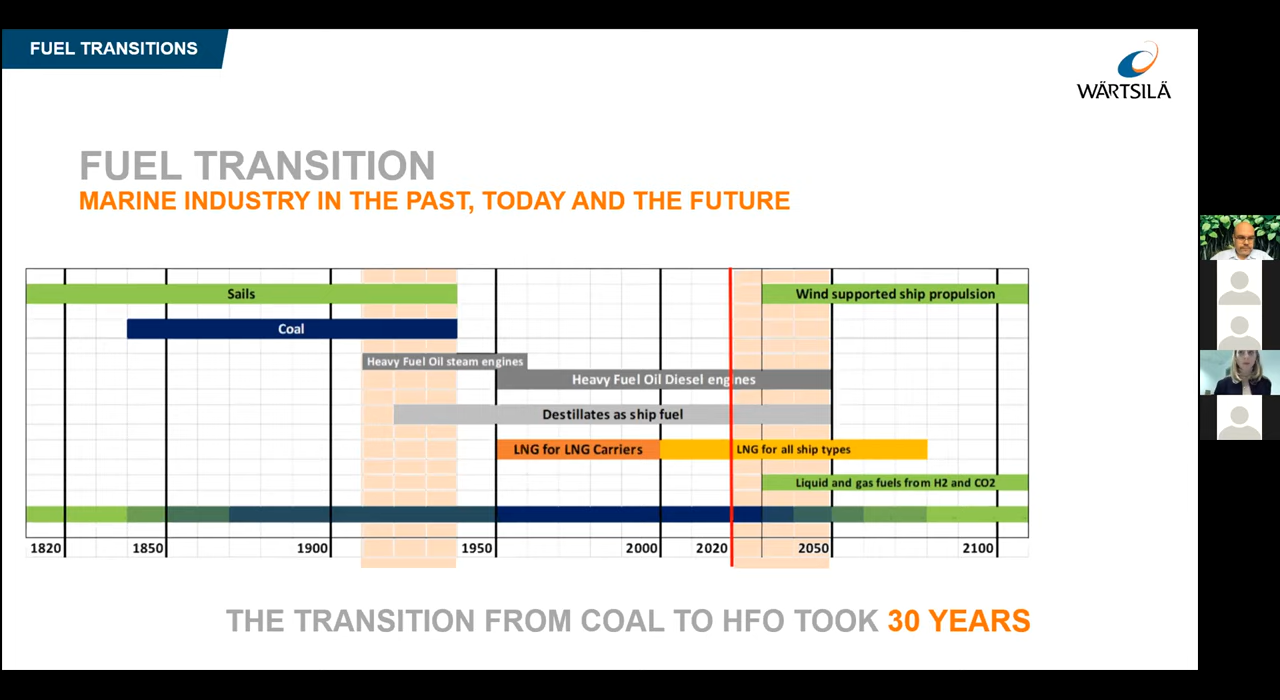 FUEL TRANSITIONS
WÄRTSILÄ
FUEL TRANSITION
MARINE INDUSTRY IN THE PAST, TODAY AND THE FUTURE
Sails
Wind supported ship propulsion
Coal
Heavy Fuel Oil steam engines
Heavy Fuel Oil Diesel engines
Destillates as ship fuel
LNG for LNG Carriers
LNG for all ship types
Liquid and gas fuels from H2 and CO2
1820 1850 1900 1950 2000 2020 2050 2100
THE TRANSITION FROM COAL TO HFO TOOK 30 YEARS